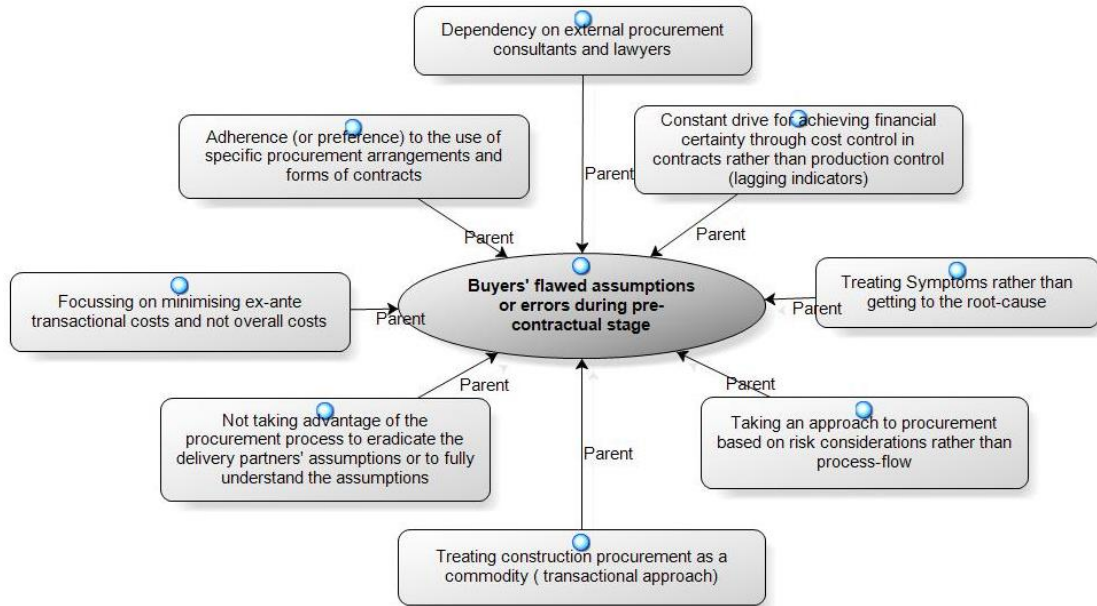 Dependency on external procurement
consultants and lawyers
Adherence (or preference) to the use of
specific procurement arrangements and
forms of contracts
Constant drive for achieving financial
certainty through cost control in
contracts rather than production control
(lagging indicators)
Parent
Parent
Parent
Buyers' flawed assumptions
or errors during pre-
contractual stage
Focussing on minimising ex-ante
transactional costs and not overall costs
Parent
Treating Symptoms rather than
getting to the root-cause
Parent
Parent
Parent
Not taking advantage of the
procurement process to eradicate the
delivery partners' assumptions or to fully
understand the assumptions
Taking an approach to procurement
based on risk considerations rather than
process-flow
Parent
Treating construction procurement as a
commodity ( transactional approach)